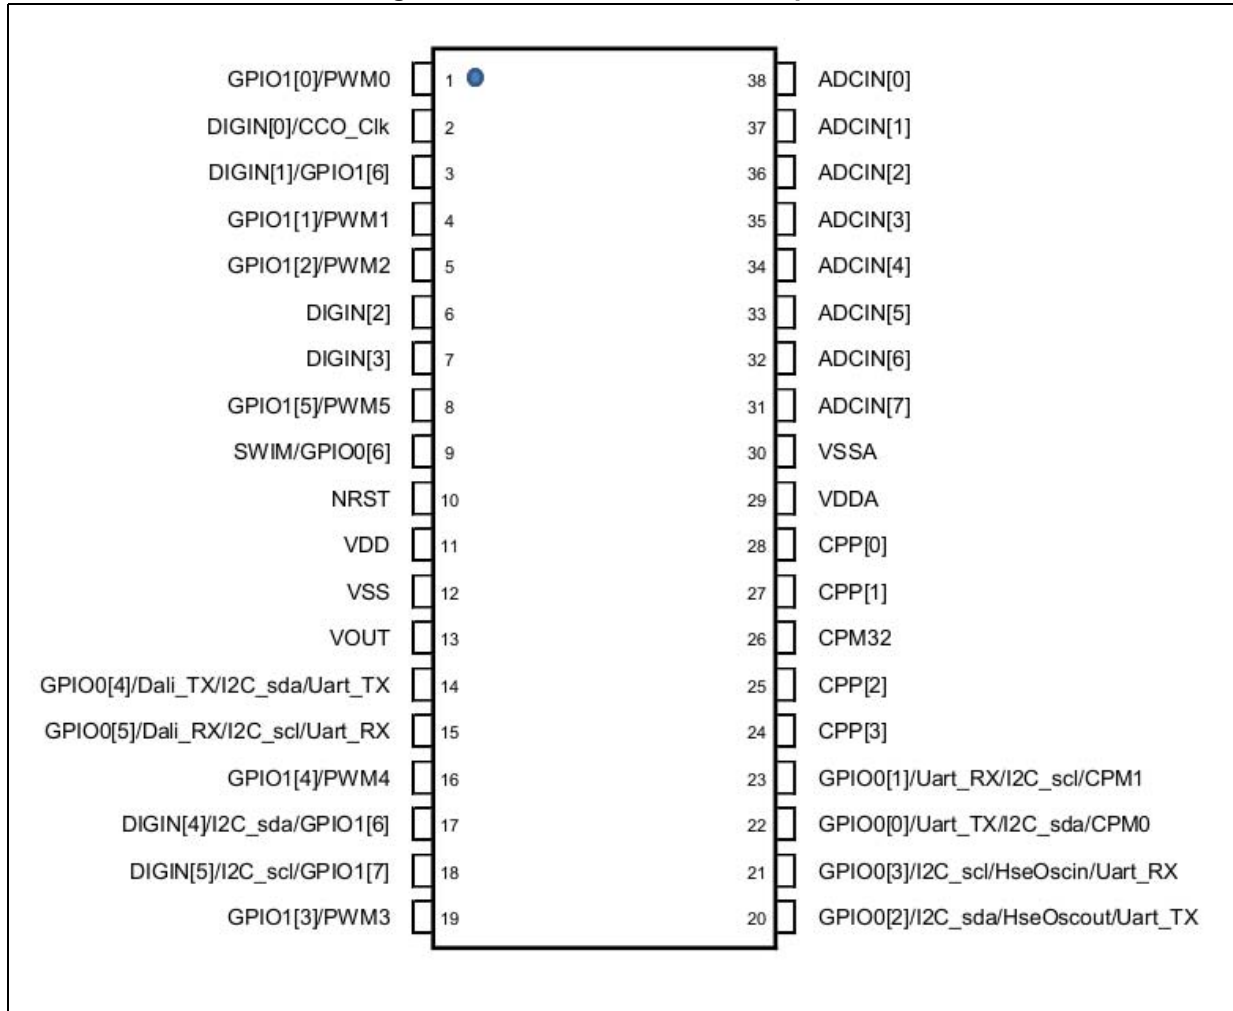 GPIO1[0]/PWM0 1 38 ADCIN[0]
DIGIN[0]/CCO_Clk 2 37 ADCIN[1]
DIGIN[1]/GPIO1[6] 3 36 ADCIN[2]
GPIO1[1]/PWM1 4 35 ADCIN[3]
GPIO1[2]/PWM2 5 34 ADCIN[4]
DIGIN[2] 6 33 ADCIN[5]
DIGIN[3] 7 32 ADCIN[6]
GPIO1[5]/PWM5 8 31 ADCIN[7]
SWIM/GPIO0[6] 9 30 VSSA
NRST 10 29 VDDA
VDD 11 28 CPP[0]
VSS 12 27 CPP[1]
VOUT 13 26 CPM32
GPIO0[4]/Dali_TX/I2C_sda/Uart_TX 14 25 CPP[2]
GPIO0[5]/Dali_RX/I2C_scl/Uart_RX 15 24 CPP[3]
GPIO1[4]/PWM4 16 23 GPIO0[1]/Uart_RX/I2C_scl/CPM1
DIGIN[4]/I2C_sda/GPIO1[6] 17 22 GPIO0[0]/Uart_TX/I2C_sda/CPM0
DIGIN[5]/I2C_scl/GPIO1[7] 18 21 GPIO0[3]/I2C_scl/HseOscin/Uart_RX
GPIO1[3]/PWM3 19 20 GPIO0[2]/I2C_sda/HseOscout/Uart_TX